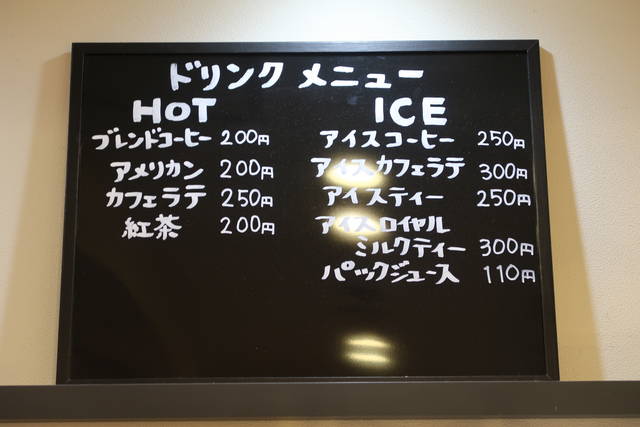 ドリンク メニュー
HOT
ブレンドコーヒー 200円
アメリカン 200円
カフェラテ 250円
紅茶 200円
ICE
アイスコーヒー 250円
アイスカフェラテ 300円
アイスティー 250円
アイスロイヤル
ミルクティー 300円
パックジュース 110円